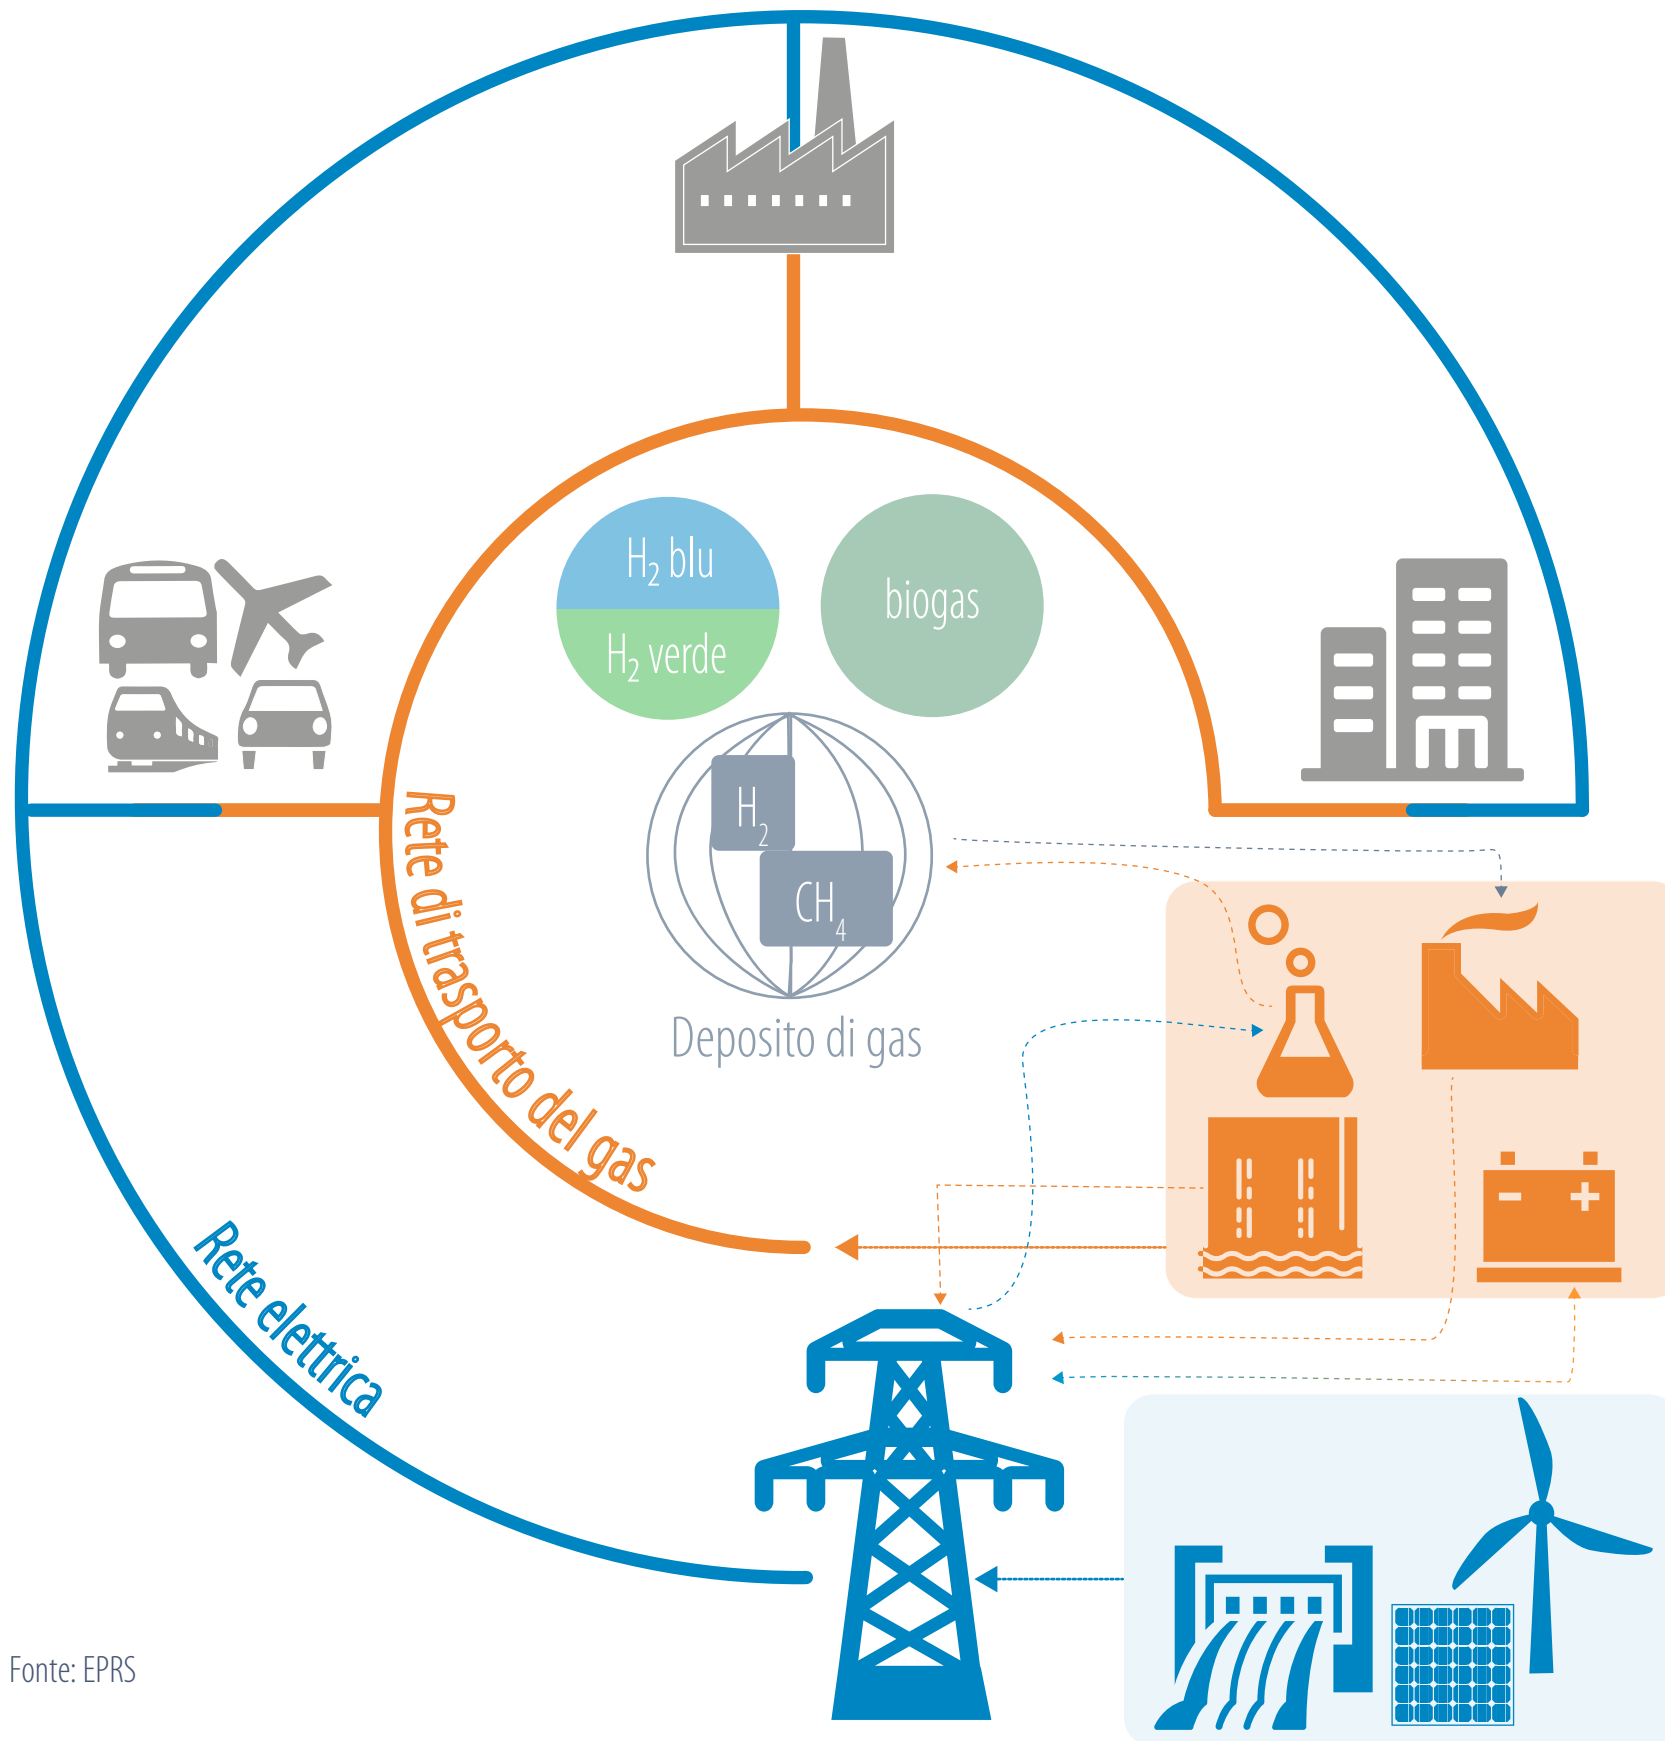 H₂ blu
H₂ verde
biogas
H₂
CH₄
Deposito di gas
Rete di trasporto del gas
Rete elettrica
Fonte: EPRS